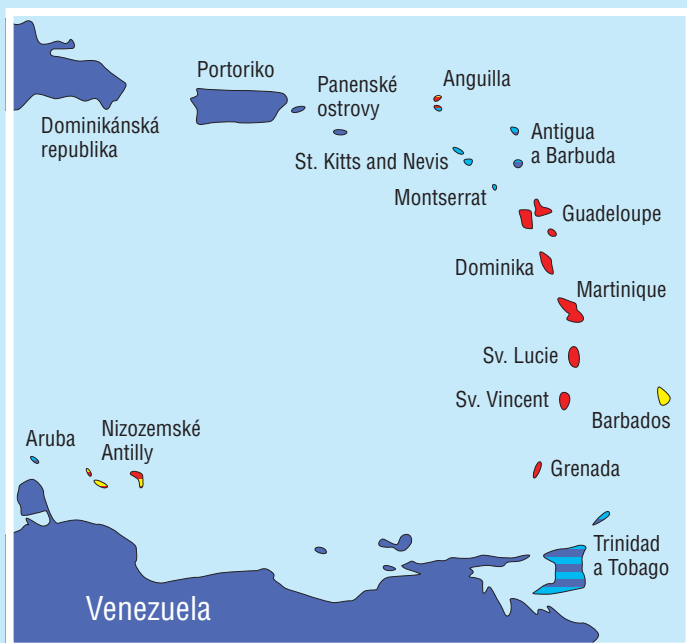 Portoriko
Panenské
ostrovy
Anguilla
Dominikánská
republika
Antigua
a Barbuda
St. Kitts and Nevis
Montserrat
Guadeloupe
Dominika
Martinique
Sv. Lucie
Sv. Vincent
Barbados
Aruba
Nizozemské
Antilly
Grenada
Trinidad
a Tobago
Venezuela